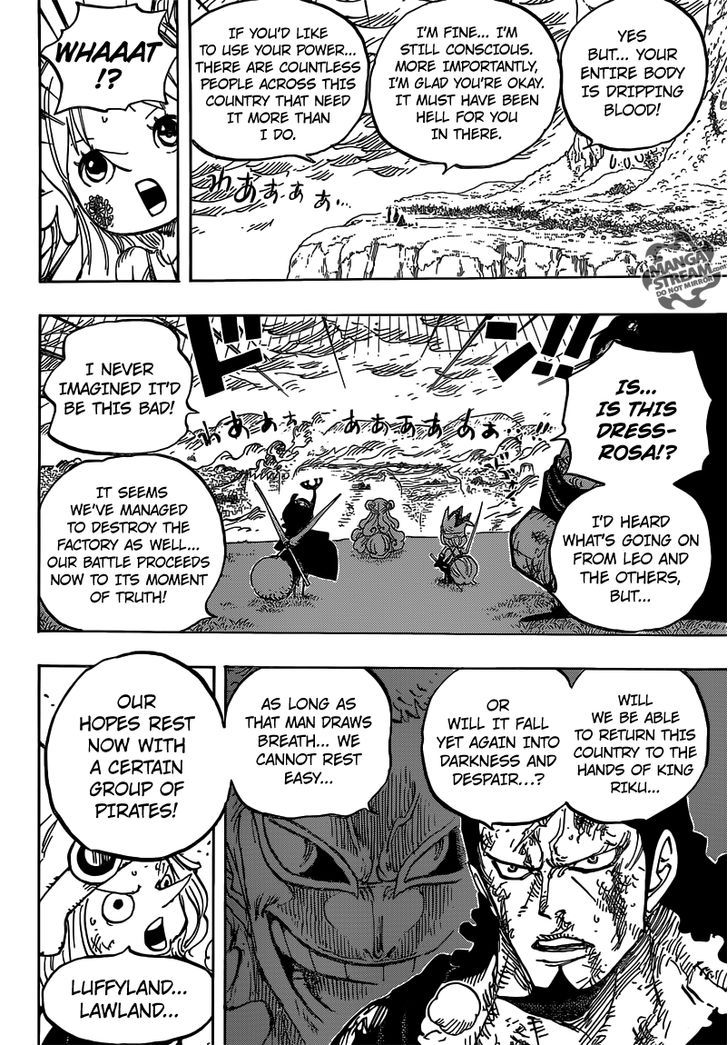 YES
BUT... YOUR
ENTIRE BODY
IS DRIPPING
BLOOD!
I'M FINE... I'M
STILL CONSCIOUS.
MORE IMPORTANTLY,
I'M GLAD YOU'RE OKAY.
IT MUST HAVE BEEN
HELL FOR YOU
IN THERE.
IF YOU'D LIKE
TO USE YOUR POWER...
THERE ARE COUNTLESS
PEOPLE ACROSS THIS
COUNTRY THAT NEED
IT MORE THAN
I DO.
わぁぁぁぁ...
MANGA
STREAM
DO NOT MIRROR
WHAAAT
!?
IS...
IS THIS
DRESS-
ROSA!?
I'D HEARD
WHAT'S GOING ON
FROM LEO AND
THE OTHERS,
BUT...
ドン!!
I NEVER
IMAGINED IT'D
BE THIS BAD!
IT SEEMS
WE'VE MANAGED
TO DESTROY THE
FACTORY AS WELL...
OUR BATTLE PROCEEDS
NOW TO ITS MOMENT
OF TRUTH!
WILL
WE BE ABLE
TO RETURN THIS
COUNTRY TO THE
HANDS OF KING
RIKU...
OR
WILL IT FALL
YET AGAIN INTO
DARKNESS AND
DESPAIR...?
AS LONG AS
THAT MAN DRAWS
BREATH... WE
CANNOT REST
EASY...
OUR
HOPES REST
NOW WITH
A CERTAIN
GROUP OF
PIRATES!
LUFFYLAND...
LAWLAND...